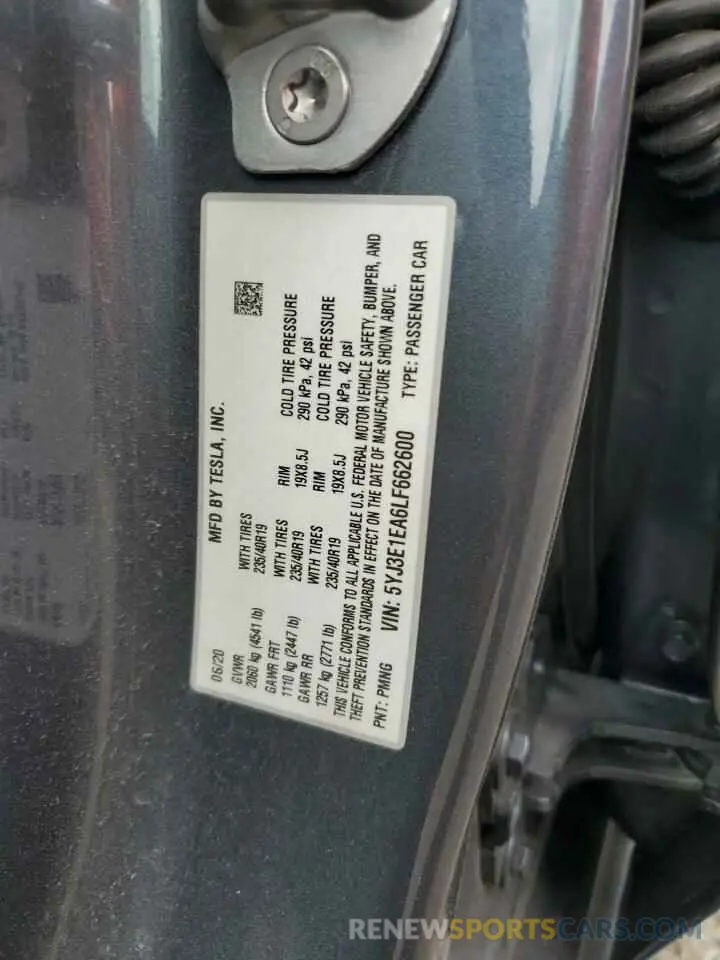 MFD BY TESLA, INC.
06/20
GVWR
2060 kg (4541 lb)
WITH TIRES
235/40R19
GAWR FRT
1110 kg (2447 lb)
WITH TIRES
235/40R19
RIM
19X8.5J
COLD TIRE PRESSURE
290 kPa, 42 psi
GAWR RR
1257 kg (2771 lb)
WITH TIRES
235/40R19
RIM
19X8.5J
COLD TIRE PRESSURE
290 kPa, 42 psi
THIS VEHICLE CONFORMS TO ALL APPLICABLE U.S. FEDERAL MOTOR VEHICLE SAFETY, BUMPER, AND
THEFT PREVENTION STANDARDS IN EFFECT ON THE DATE OF MANUFACTURE SHOWN ABOVE.
PNT: PMNG VIN: 5YJ3E1EA6LF662600 TYPE: PASSENGER CAR
RENEWSPORTSCARS.COM